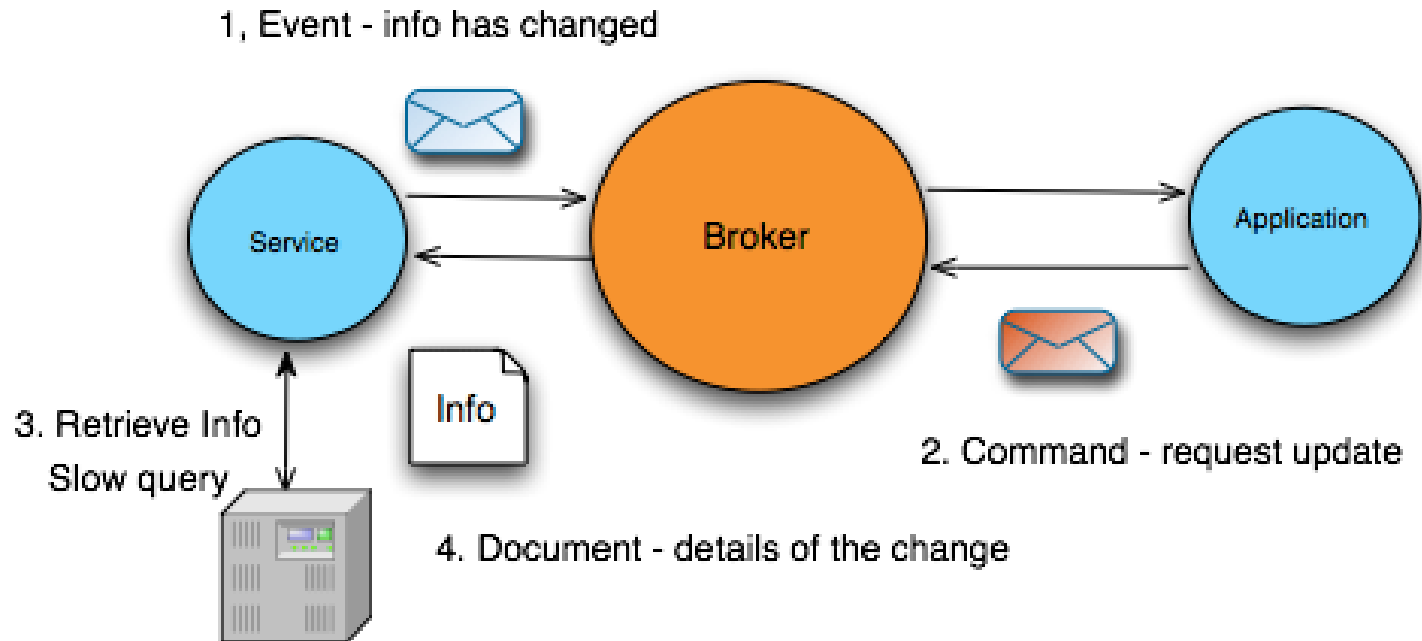 1, Event - info has changed
Service
Broker
Application
Info
3. Retrieve Info
Slow query
2. Command - request update
4. Document - details of the change